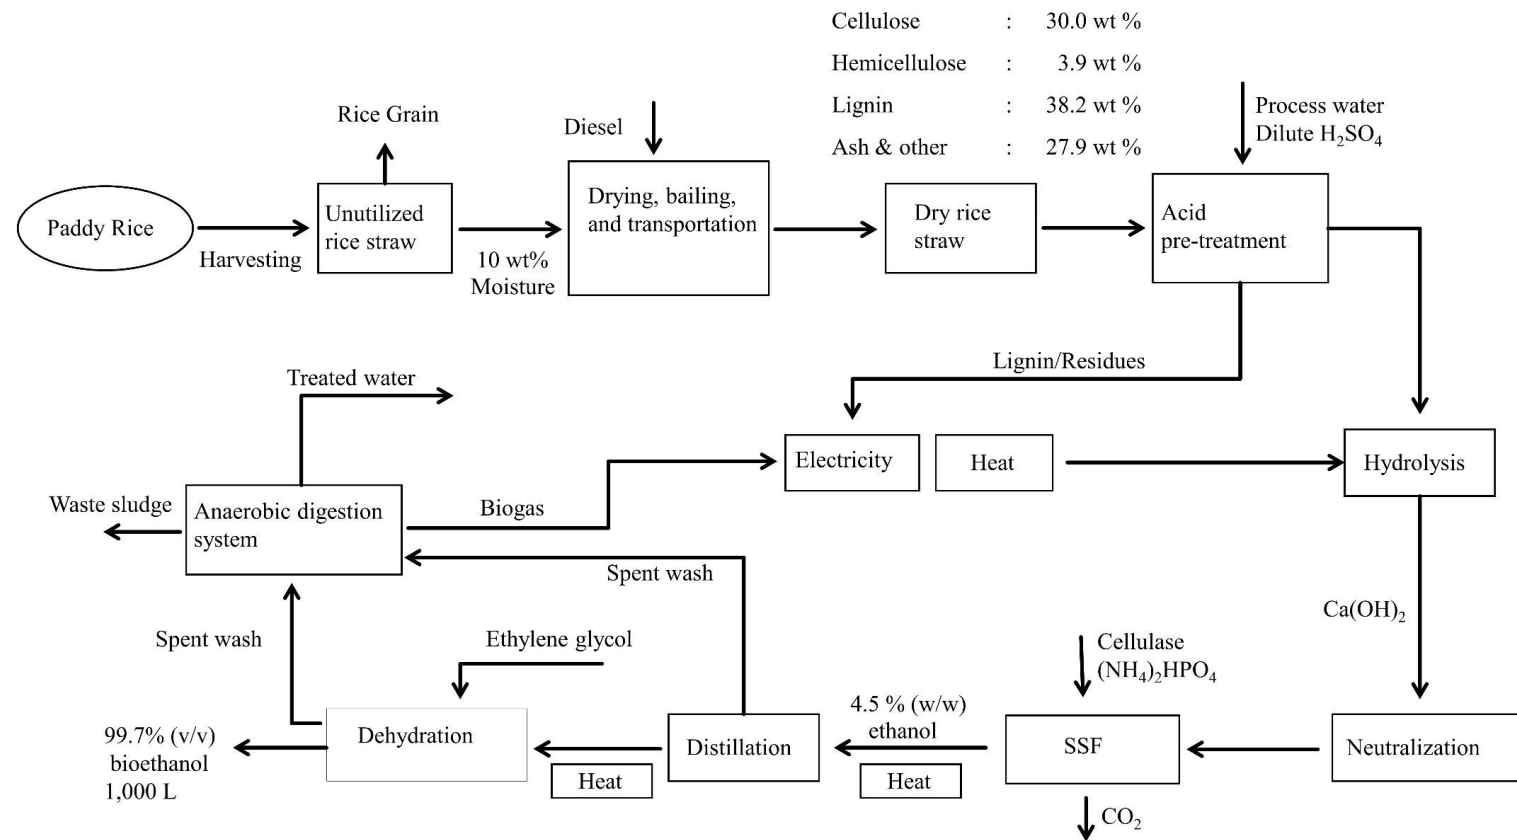 Cellulose : 30.0 wt %
Hemicellulose : 3.9 wt %
Lignin : 38.2 wt %
Ash & other : 27.9 wt %
Rice Grain
Diesel
Process water
Dilute H₂SO₄
Paddy Rice
Harvesting
Unutilized
rice straw
10 wt%
Moisture
Drying, bailing,
and transportation
Dry rice
straw
Acid
pre-treatment
Lignin/Residues
Treated water
Electricity
Heat
Hydrolysis
Waste sludge
Anaerobic digestion
system
Biogas
Spent wash
Spent wash
Ethylene glycol
Ca(OH)₂
Cellulase
(NH₄)₂HPO₄
99.7% (v/v)
bioethanol
1,000 L
Dehydration
Heat
Distillation
4.5 % (w/w)
ethanol
Heat
SSF
Neutralization
CO₂